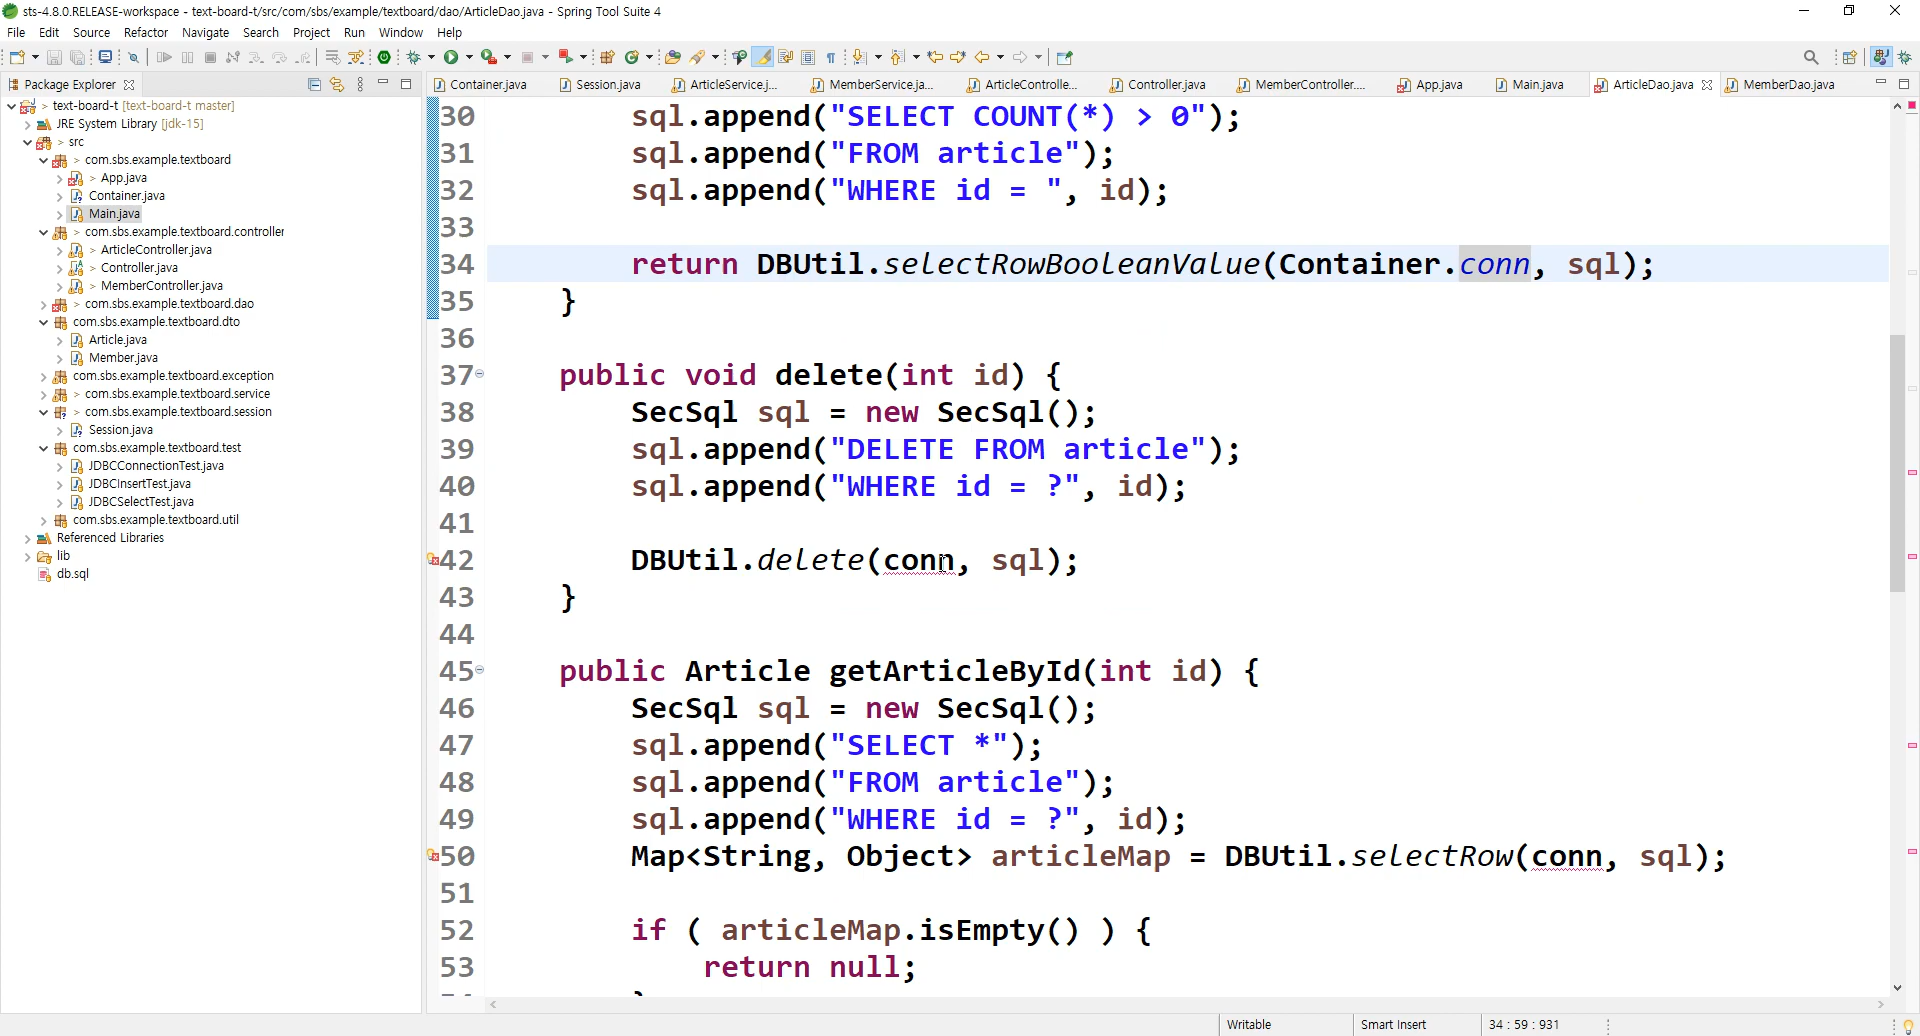 sts-4.8.0.RELEASE-workspace - text-board-t/src/com/sbs/example/textboard/dao/ArticleDao.java - Spring Tool Suite 4
File Edit Source Refactor Navigate Search Project Run Window Help
Package Explorer
Container.java Session.java ArticleService.j... MemberService.ja... ArticleControlle... Controller.java MemberController.... App.java Main.java ArticleDao.java MemberDao.java
> text-board-t [text-board-t master]
JRE System Library [jdk-15]
> src
> com.sbs.example.textboard
> App.java
Container.java
Main.java
> com.sbs.example.textboard.controller
> ArticleController.java
> Controller.java
> MemberController.java
> com.sbs.example.textboard.dao
com.sbs.example.textboard.dto
Article.java
Member.java
com.sbs.example.textboard.exception
> com.sbs.example.textboard.service
> com.sbs.example.textboard.session
Session.java
com.sbs.example.textboard.test
JDBCConnectionTest.java
JDBCInsertTest.java
JDBCSelectTest.java
com.sbs.example.textboard.util
Referenced Libraries
lib
db.sql
30 sql.append("SELECT COUNT(*) > 0");
31 sql.append("FROM article");
32 sql.append("WHERE id = ", id);
33
34 return DBUtil.selectRowBooleanValue(Container.conn, sql);
35 }
36
37 public void delete(int id) {
38 SecSql sql = new SecSql();
39 sql.append("DELETE FROM article");
40 sql.append("WHERE id = ?", id);
41
42 DBUtil.delete(conn, sql);
43 }
44
45 public Article getArticleById(int id) {
46 SecSql sql = new SecSql();
47 sql.append("SELECT *");
48 sql.append("FROM article");
49 sql.append("WHERE id = ?", id);
50 Map<String, Object> articleMap = DBUtil.selectRow(conn, sql);
51
52 if ( articleMap.isEmpty() ) {
53 return null;
Writable Smart Insert 34 : 59 : 931